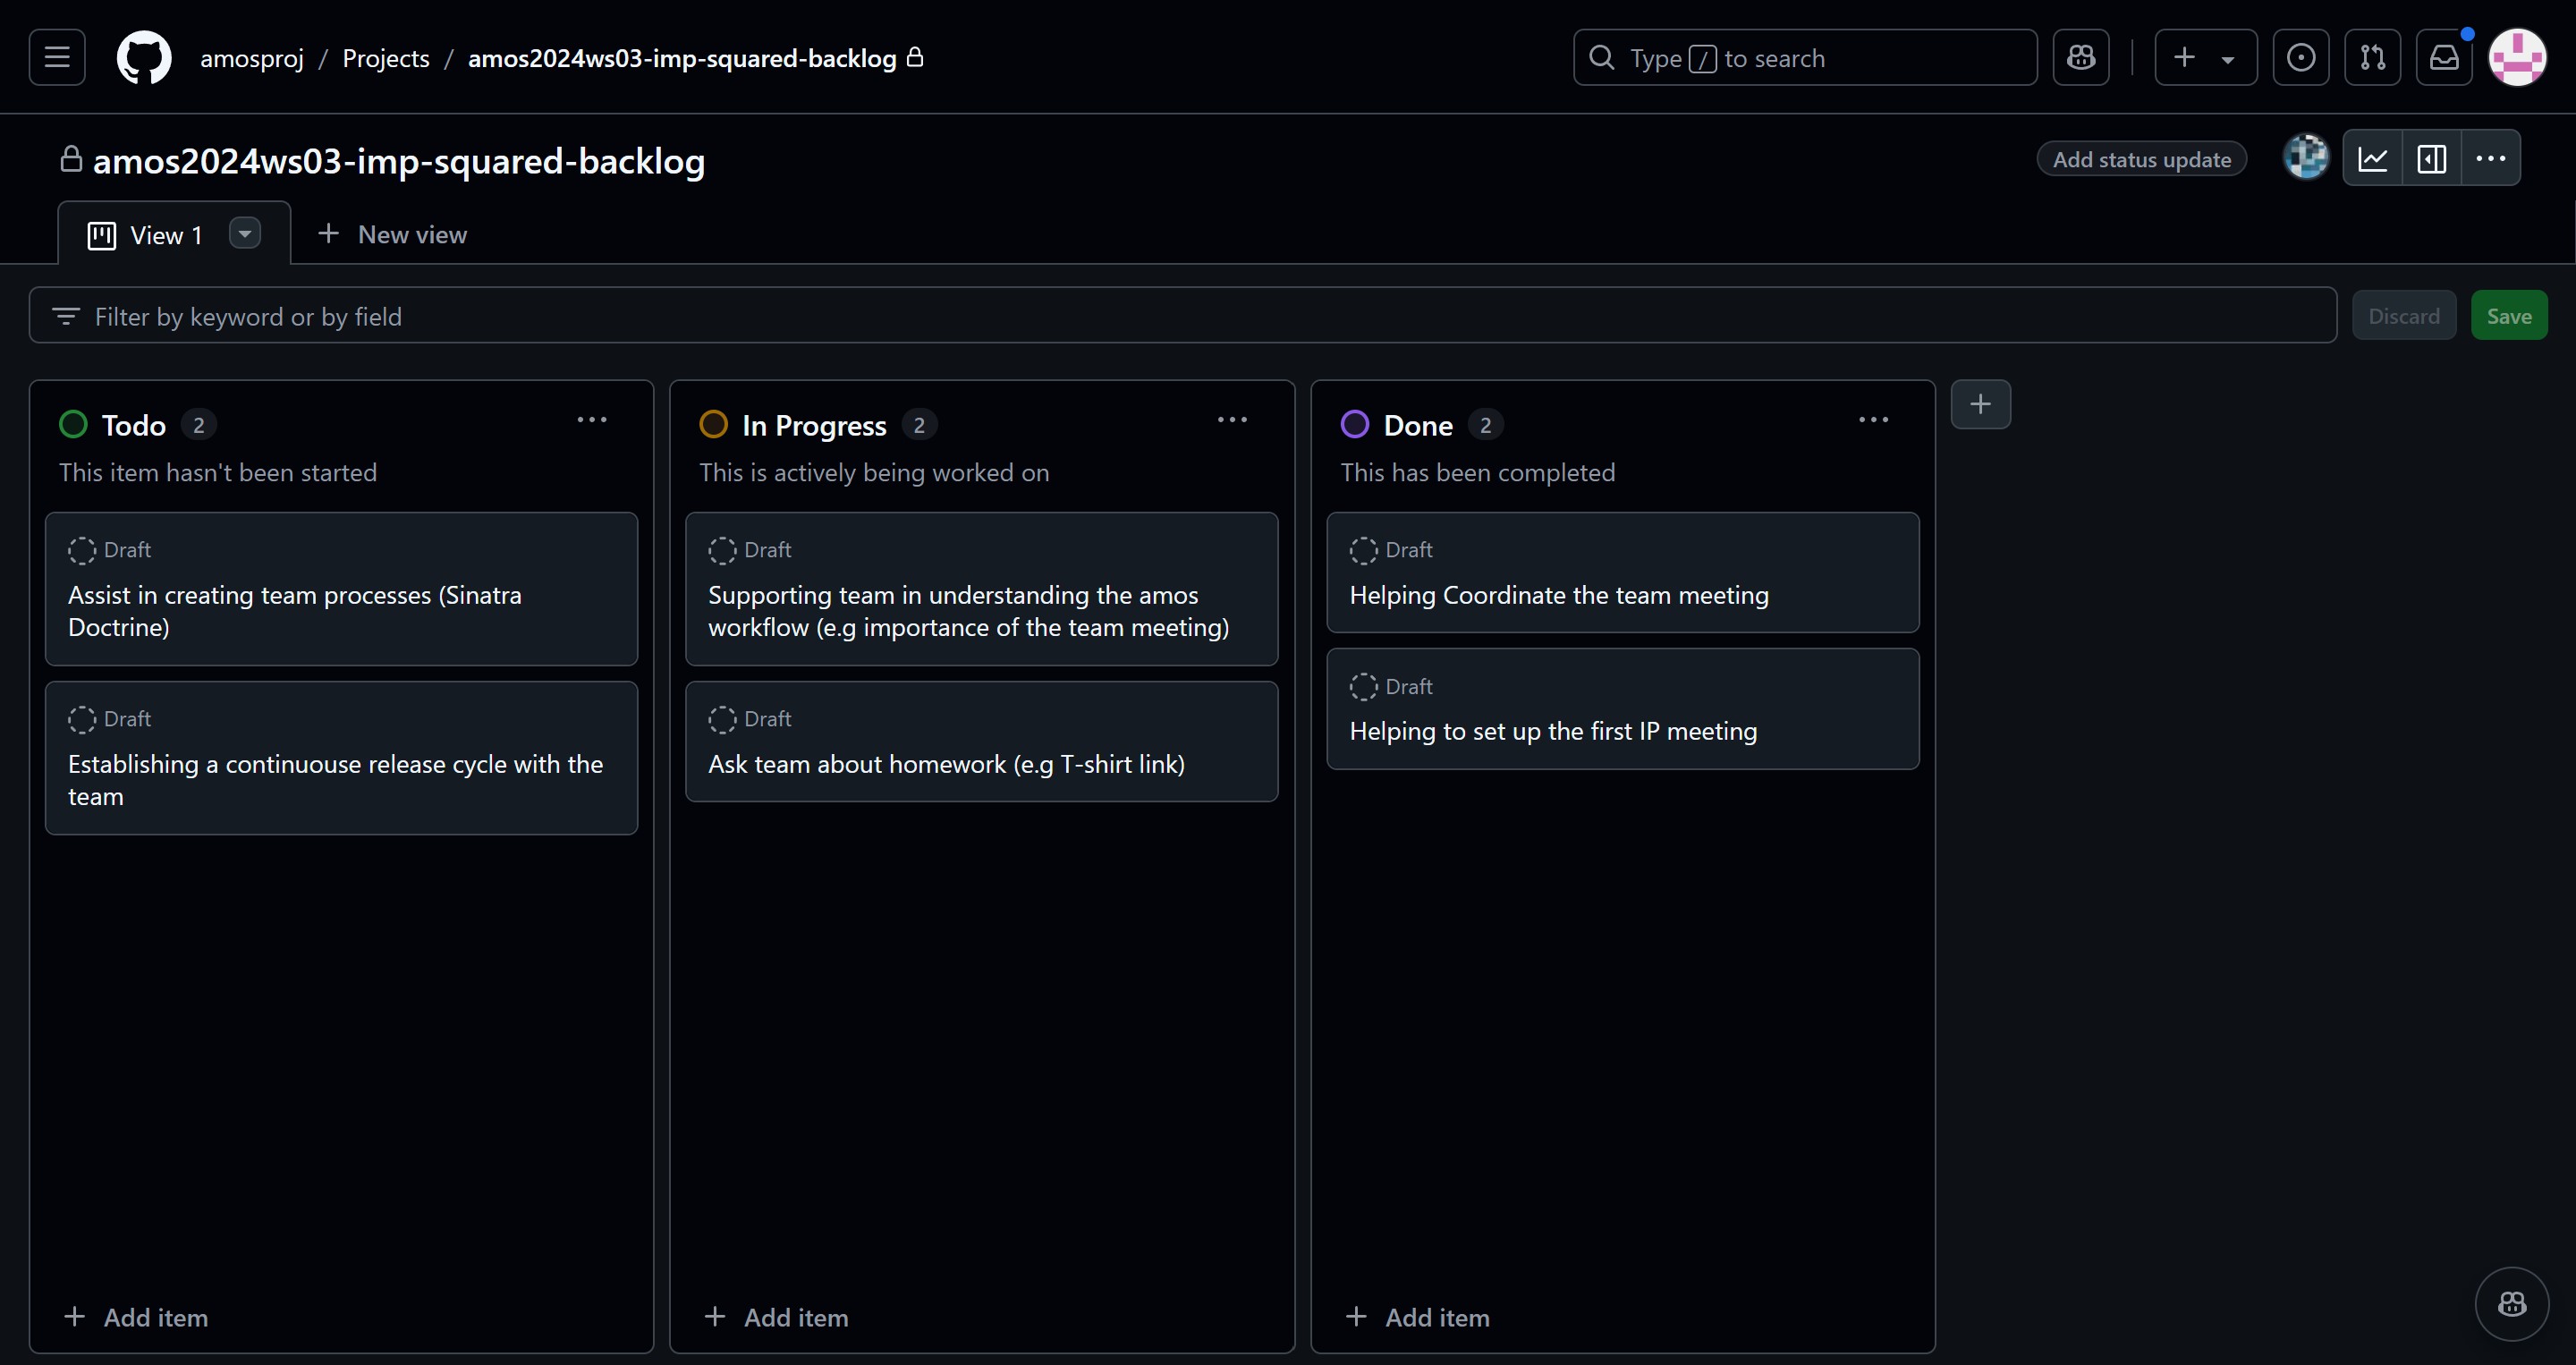 amosproj / Projects / amos2024ws03-imp-squared-backlog
Type / to search
amos2024ws03-imp-squared-backlog
Add status update
View 1
New view
Filter by keyword or by field
Discard
Save
Todo 2
This item hasn't been started
Draft
Assist in creating team processes (Sinatra
Doctrine)
Draft
Establishing a continuouse release cycle with the
team
Add item
In Progress 2
This is actively being worked on
Draft
Supporting team in understanding the amos
workflow (e.g importance of the team meeting)
Draft
Ask team about homework (e.g T-shirt link)
Add item
Done 2
This has been completed
Draft
Helping Coordinate the team meeting
Draft
Helping to set up the first IP meeting
Add item